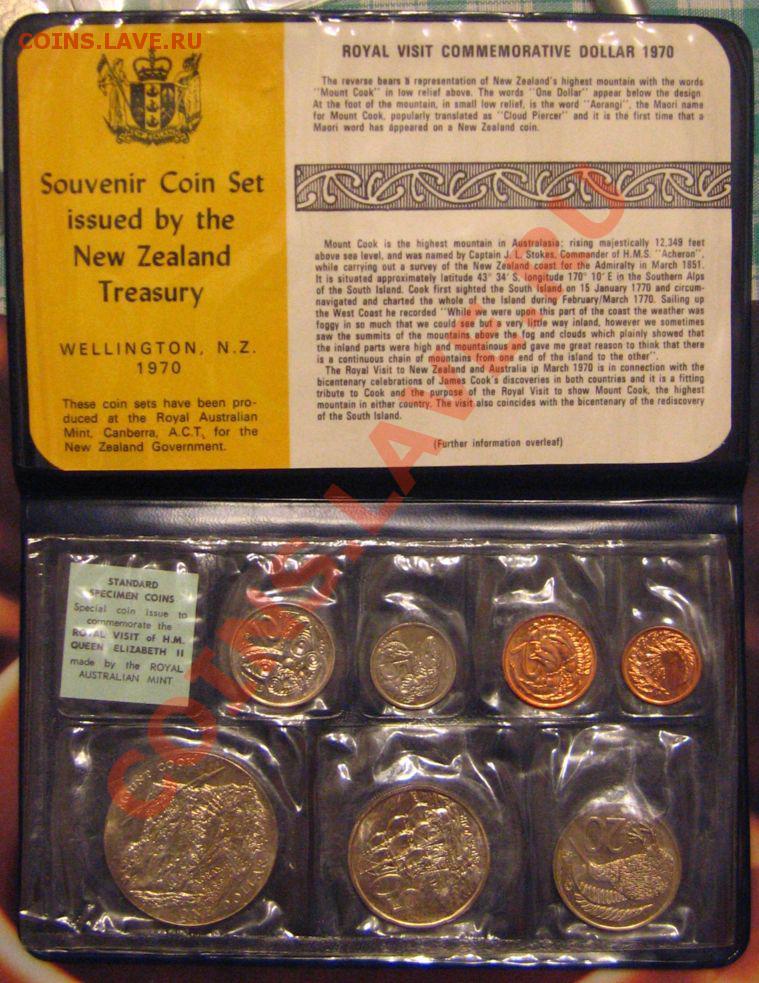 COINS.LAVE.RU
NEW ZEALAND
Souvenir Coin Set
issued by the
New Zealand
Treasury
WELLINGTON, N.Z.
1970
These coin sets have been pro-
duced at the Royal Australian
Mint, Canberra, A.C.T, for the
New Zealand Government.
ROYAL VISIT COMMEMORATIVE DOLLAR 1970
The reverse bears a representation of New Zealand's highest mountain with the words
"Mount Cook" in low relief above. The words "One Dollar" appear below the design
At the foot of the mountain, in small low relief, is the word "Aorangi", the Maori name
for Mount Cook, popularly translated as "Cloud Piercer" and it is the first time that a
Maori word has appeared on a New Zealand coin.
Mount Cook is the highest mountain in Australasia; rising majestically 12,349 feet
above sea level, and was named by Captain J. L. Stokes, Commander of H.M.S. "Acheron",
while carrying out a survey of the New Zealand coast for the Admiralty in March 1851.
It is situated approximately latitude 43° 34' S, longitude 170° 10' E in the Southern Alps
of the South Island. Cook first sighted the South Island on 15 January 1770 and circum-
navigated and charted the whole of the Island during February/March 1770. Sailing up
the West Coast he recorded "While we were upon this part of the coast the weather was
foggy in so much that we could see but a very little way inland, however we sometimes
saw the summits of the mountains above the fog and clouds which plainly showed that
the inland parts were high and mountainous and gave me great reason to think that there
is a continuous chain of mountains from one end of the island to the other".
The Royal Visit to New Zealand and Australia in March 1970 is in connection with the
bicentenary celebrations of James Cook's discoveries in both countries and it is a fitting
tribute to Cook and the purpose of the Royal Visit to show Mount Cook, the highest
mountain in either country. The visit also coincides with the bicentenary of the rediscovery
of the South Island.
(Further information overleaf)
STANDARD
SPECIMEN COINS
Special coin issue to
commemorate the
ROYAL VISIT of H.M.
QUEEN ELIZABETH II
made by the ROYAL
AUSTRALIAN MINT
10
5
2
MOUNT COOK
ONE DOLLAR
50
20
COINS.LAVE.RU